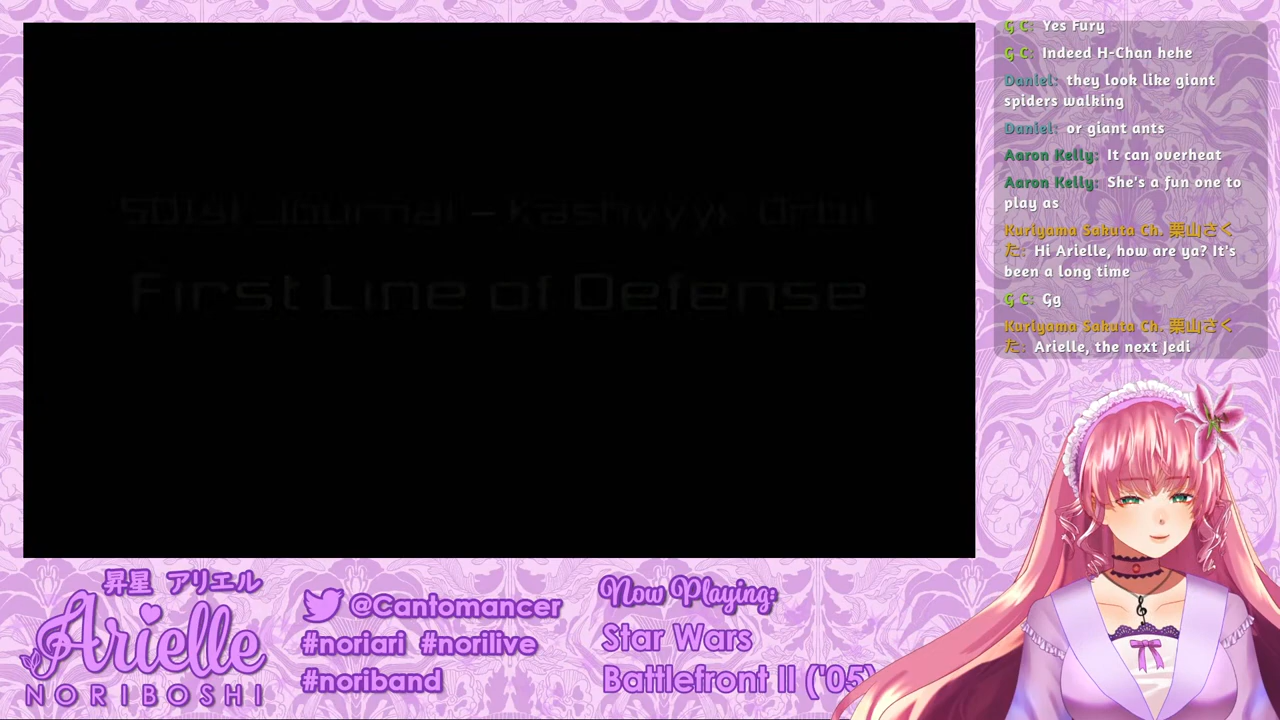 501st Journal – Kashyyyk Orbit
First Line of Defense
G C: Yes Fury
G C: Indeed H-Chan hehe
Daniel: they look like giant
spiders walking
Daniel: or giant ants
Aaron Kelly: It can overheat
Aaron Kelly: She's a fun one to
play as
Kuriyama Sakuta Ch. 栗山さく
た: Hi Arielle, how are ya? It's
been a long time
G C: Gg
Kuriyama Sakuta Ch. 栗山さく
た: Arielle, the next Jedi
昇星 アリエル
Arielle
NORIBOSHI
@Cantomancer
#noriari #norilive
#noriband
Now Playing:
Star Wars
Battlefront II ('05)